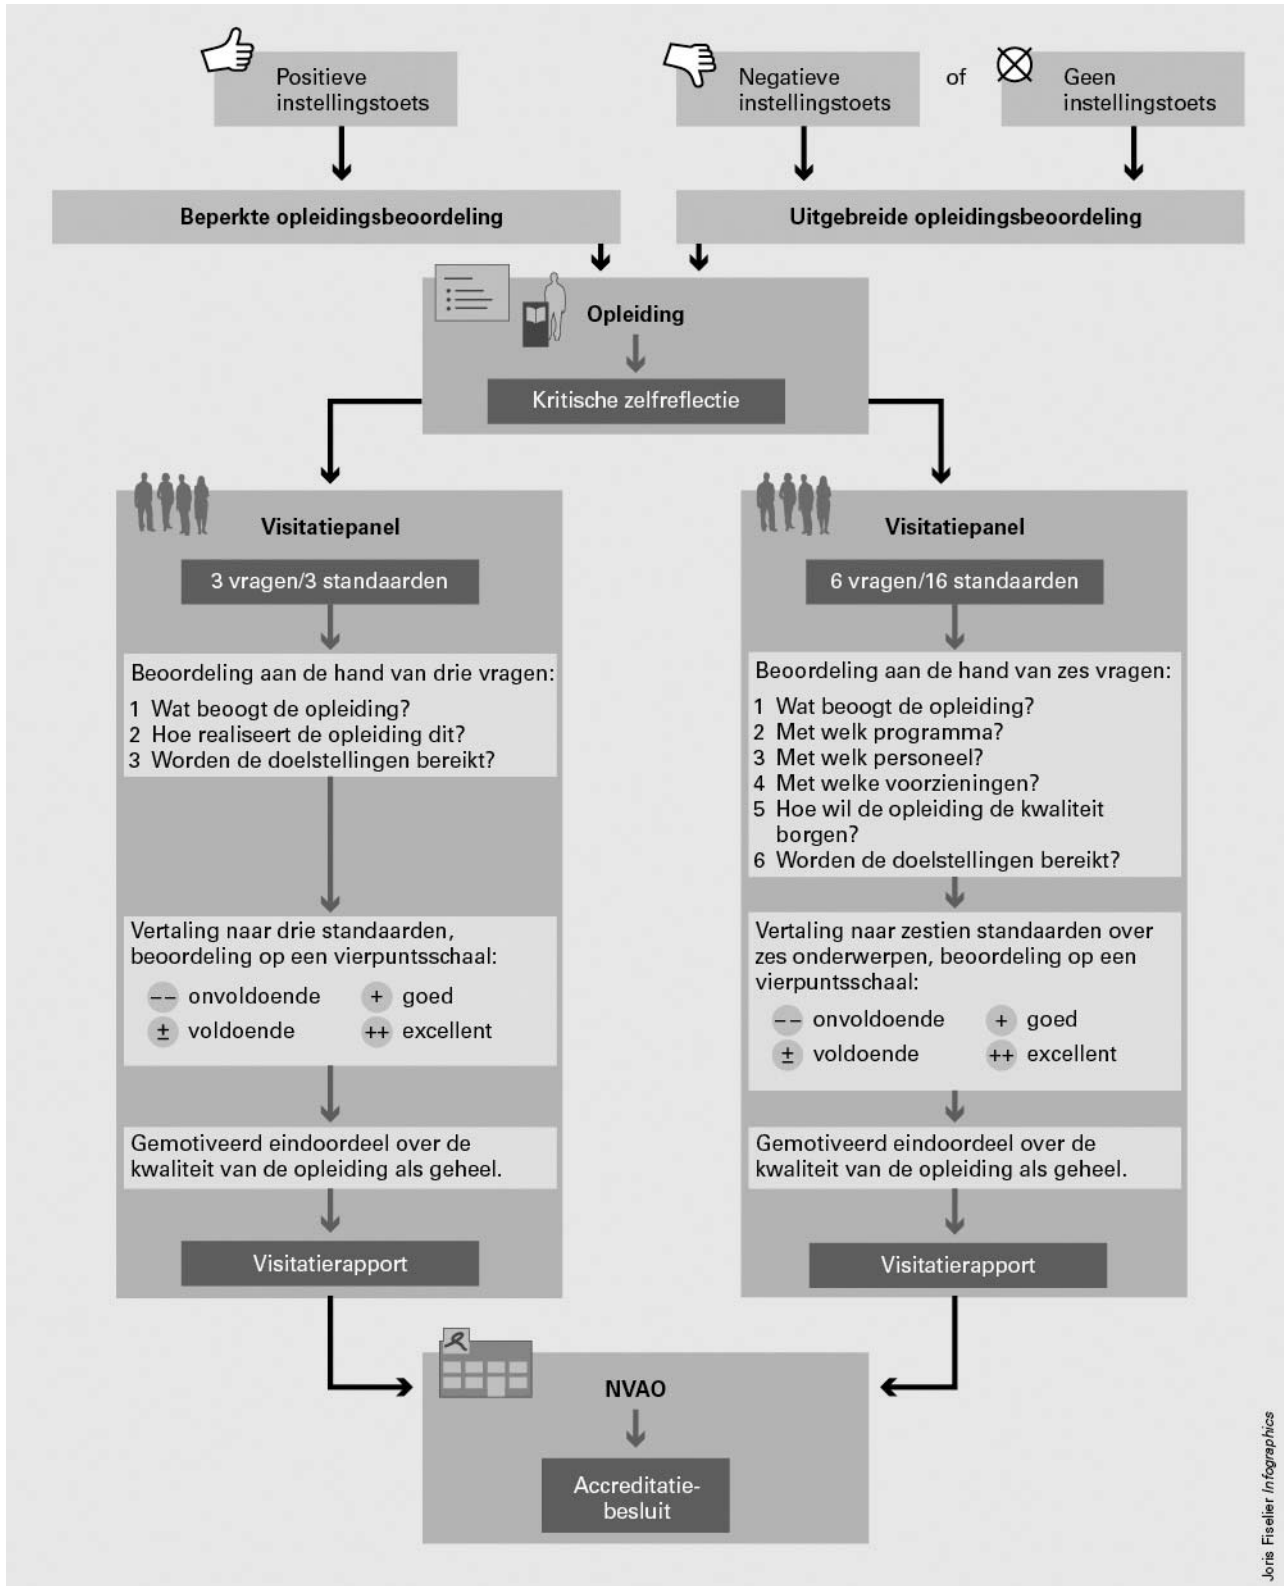 Positieve
instellingstoets
Negatieve
instellingstoets
of
Geen
instellingstoets
Beperkte opleidingsbeoordeling
Uitgebreide opleidingsbeoordeling
Opleiding
Kritische zelfreflectie
Visitatiepanel
3 vragen/3 standaarden
Beoordeling aan de hand van drie vragen:
1 Wat beoogt de opleiding?
2 Hoe realiseert de opleiding dit?
3 Worden de doelstellingen bereikt?
Vertaling naar drie standaarden,
beoordeling op een vierpuntsschaal:
−− onvoldoende
+ goed
± voldoende
++ excellent
Gemotiveerd eindoordeel over de
kwaliteit van de opleiding als geheel.
Visitatierapport
Visitatiepanel
6 vragen/16 standaarden
Beoordeling aan de hand van zes vragen:
1 Wat beoogt de opleiding?
2 Met welk programma?
3 Met welk personeel?
4 Met welke voorzieningen?
5 Hoe wil de opleiding de kwaliteit
borgen?
6 Worden de doelstellingen bereikt?
Vertaling naar zestien standaarden over
zes onderwerpen, beoordeling op een
vierpuntsschaal:
−− onvoldoende
+ goed
± voldoende
++ excellent
Gemotiveerd eindoordeel over de
kwaliteit van de opleiding als geheel.
Visitatierapport
NVAO
Accreditatie-
besluit
Joris Fiselier Infographics